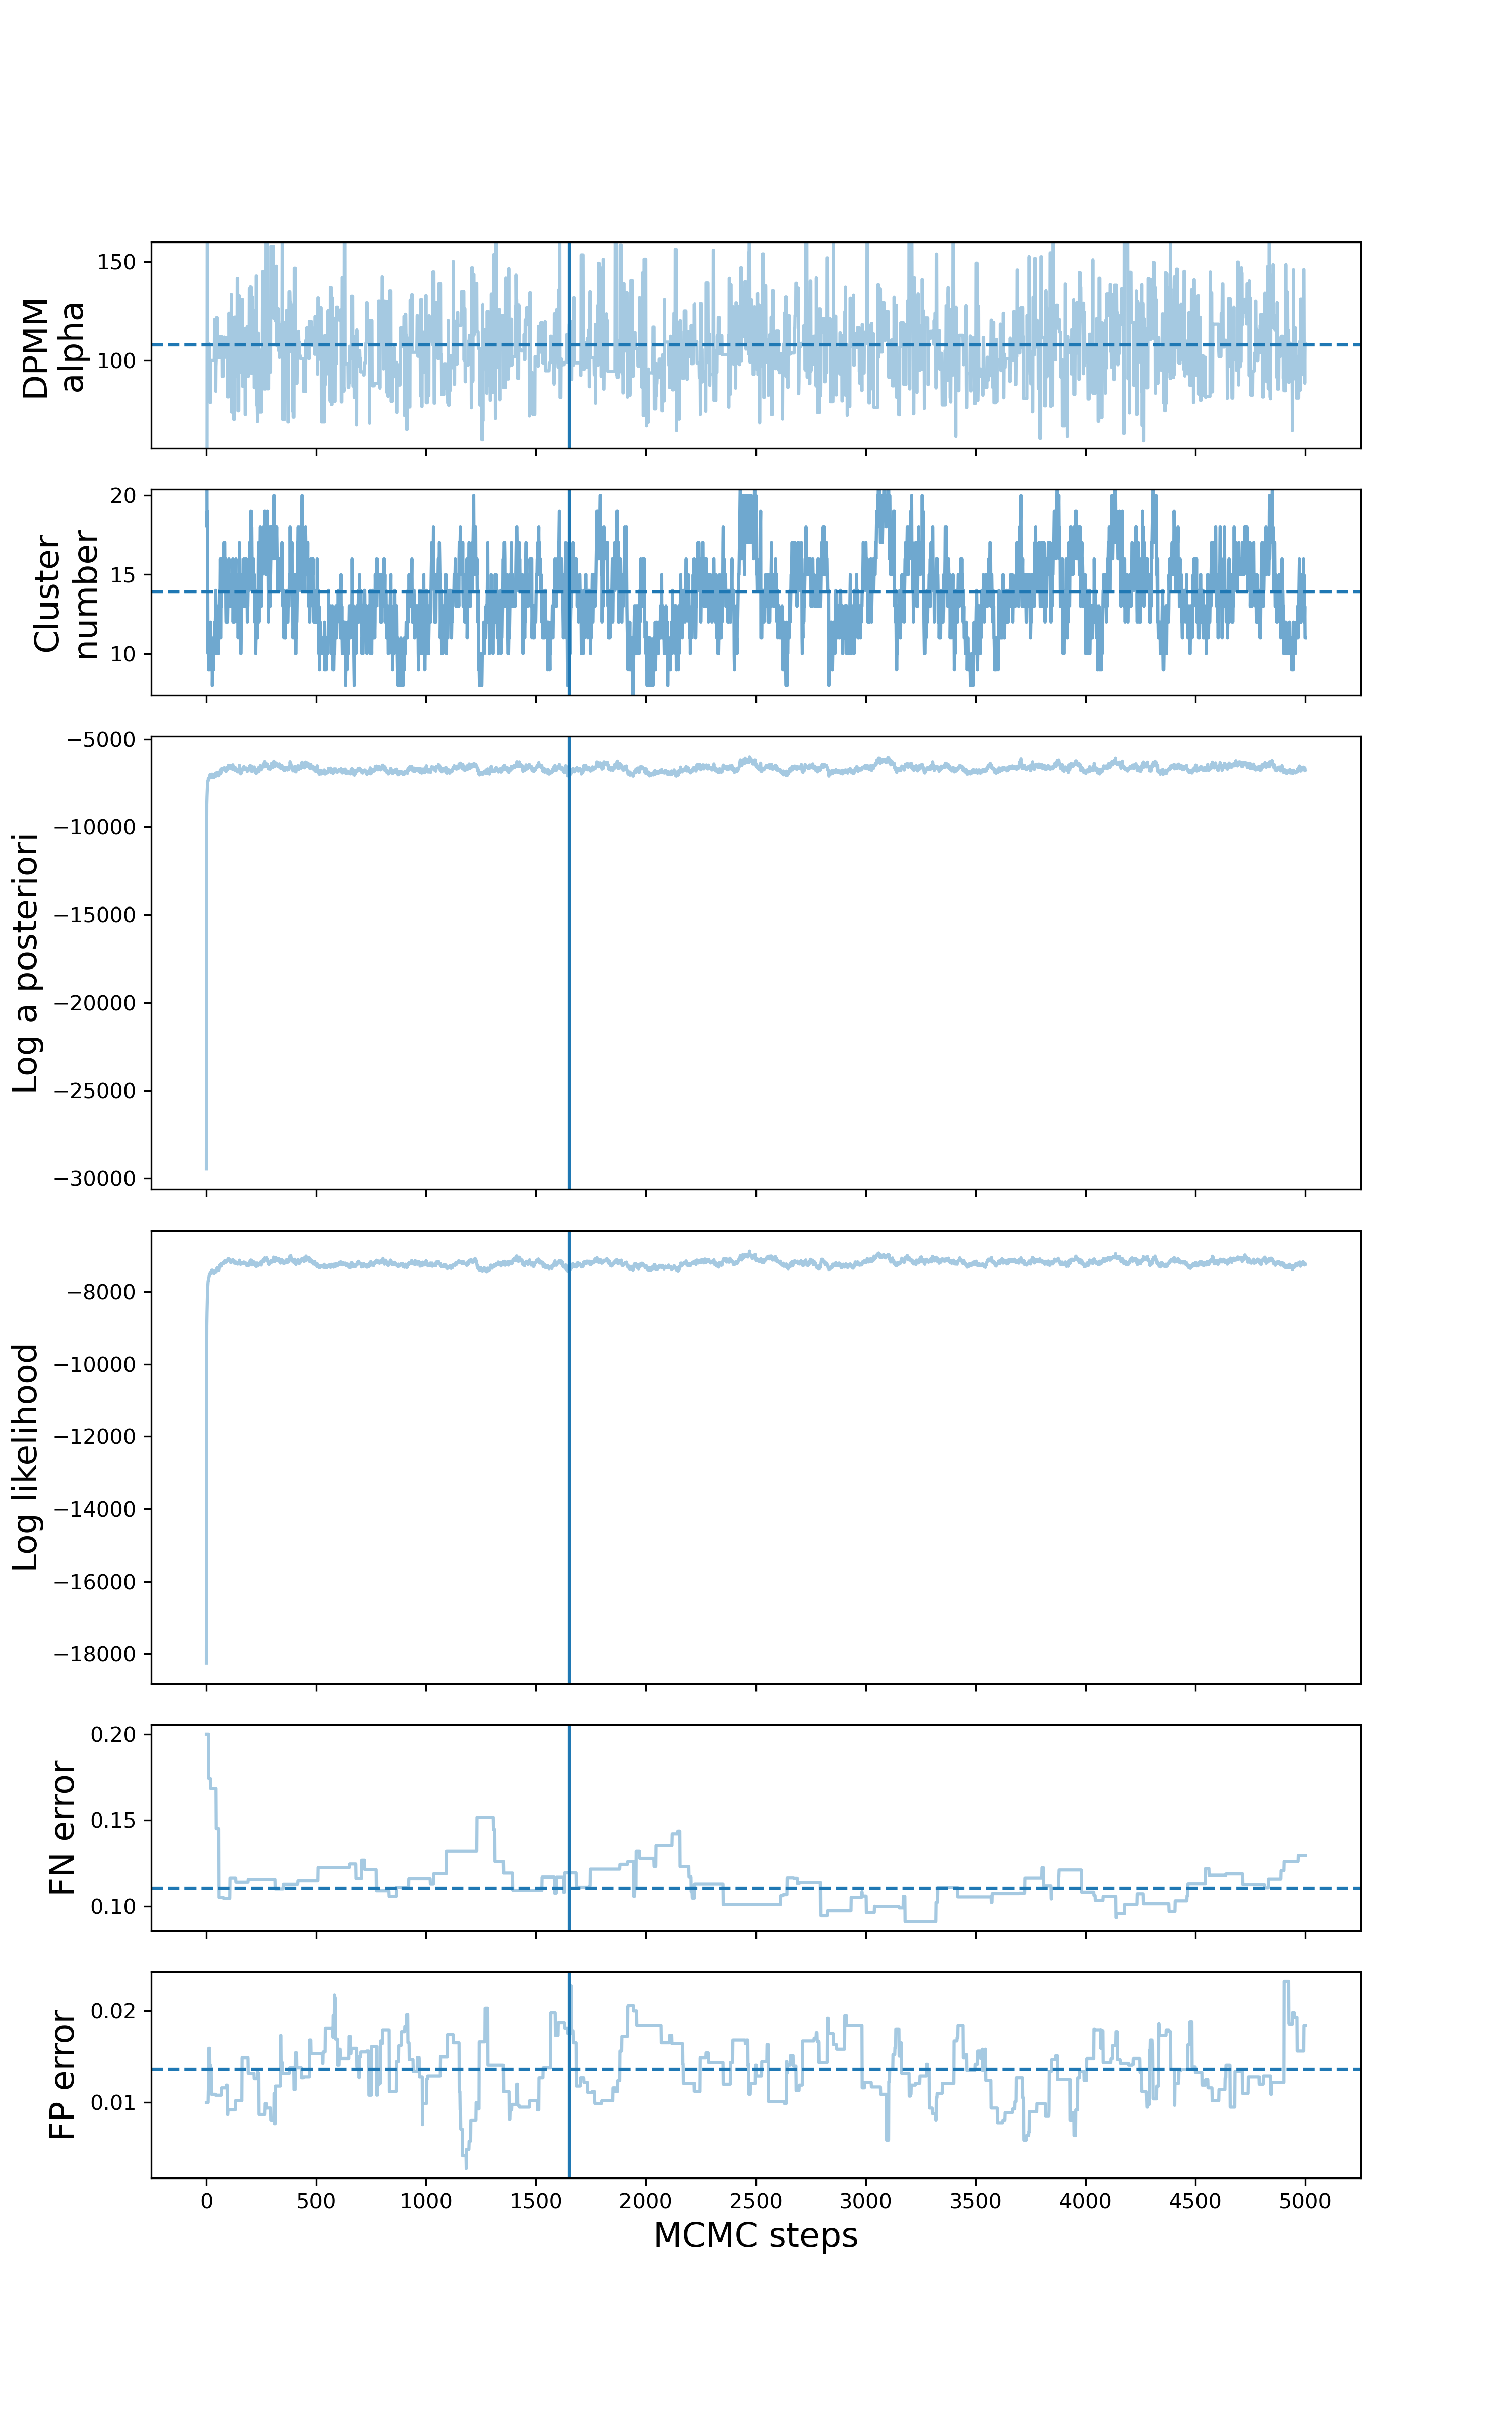 DPMM
alpha
150
100
Cluster
number
20
15
10
Log a posteriori
−5000
−10000
−15000
−20000
−25000
−30000
Log likelihood
−8000
−10000
−12000
−14000
−16000
−18000
FN error
0.20
0.15
0.10
FP error
0.02
0.01
0 500 1000 1500 2000 2500 3000 3500 4000 4500 5000
MCMC steps